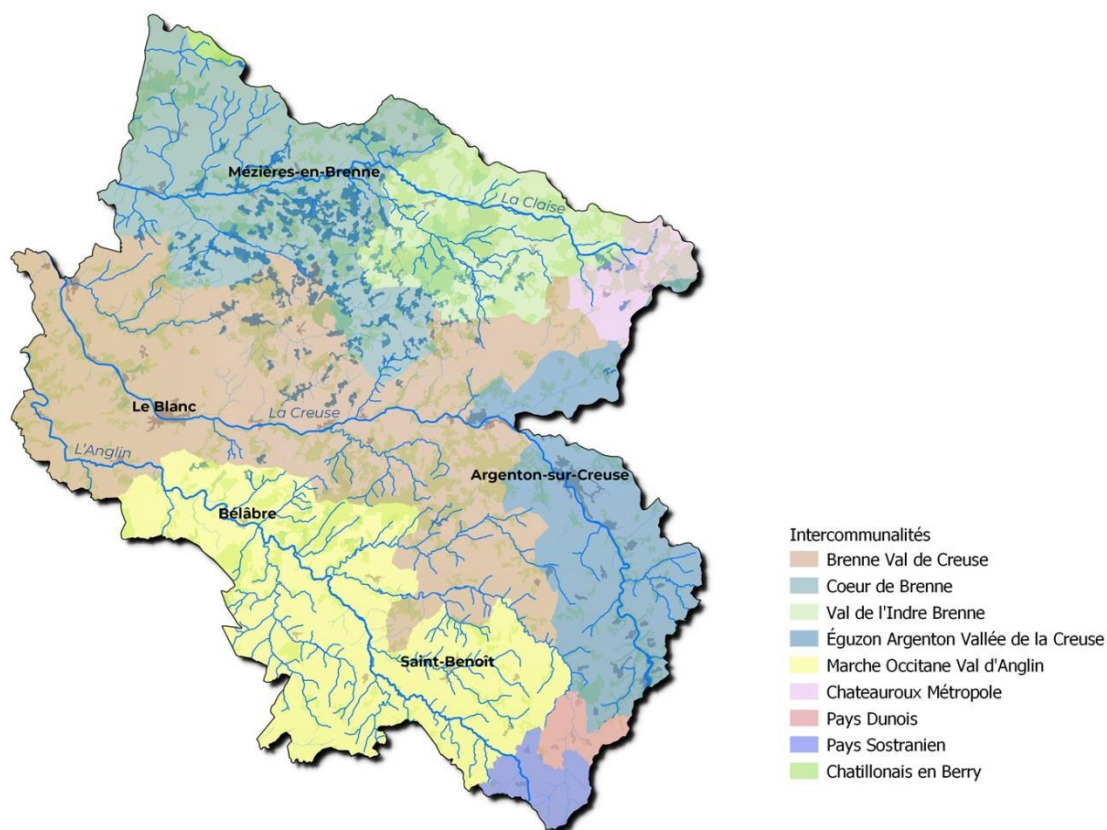 Mézières-en-Brenne
La Claise
Le Blanc
La Creuse
L'Anglin
Argenton-sur-Creuse
Bélâbre
Saint-Benoît
Intercommunalités
Brenne Val de Creuse
Coeur de Brenne
Val de l'Indre Brenne
Éguzon Argenton Vallée de la Creuse
Marche Occitane Val d'Anglin
Chateauroux Métropole
Pays Dunois
Pays Sostranien
Chatillonais en Berry